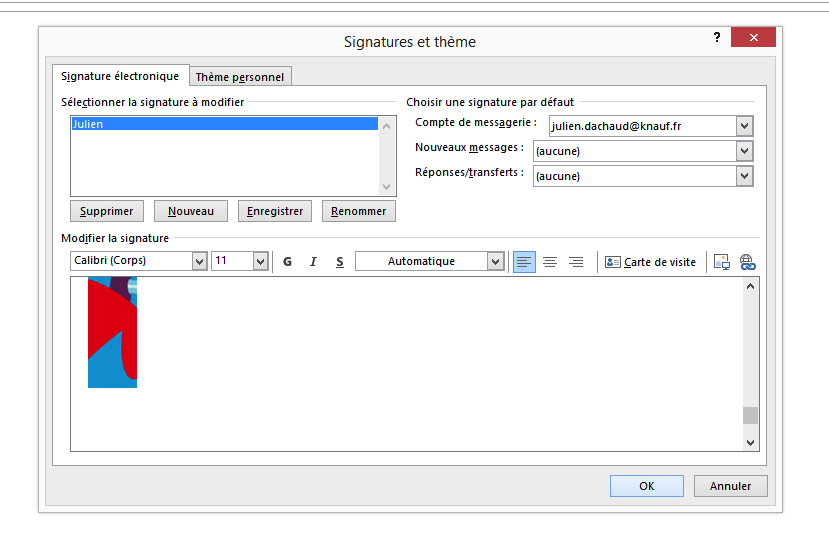 Signatures et thème
?
Signature électronique Thème personnel
Sélectionner la signature à modifier
Julien
Supprimer Nouveau Enregistrer Renommer
Choisir une signature par défaut
Compte de messagerie : julien.dachaud@knauf.fr
Nouveaux messages : (aucune)
Réponses/transferts : (aucune)
Modifier la signature
Calibri (Corps) 11 G I S Automatique Carte de visite
OK Annuler